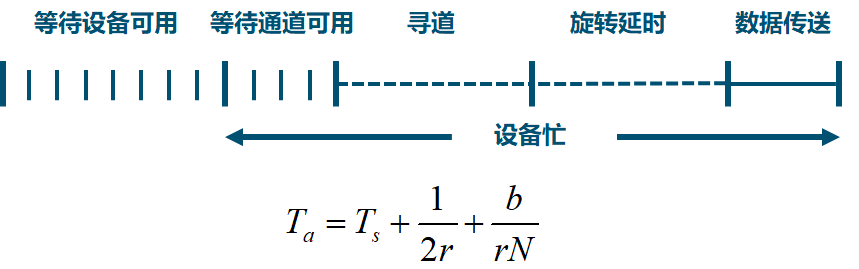 等待设备可用 等待通道可用 寻道 旋转延时 数据传送
设备忙
T_a = T_s + \frac{1}{2r} + \frac{b}{rN}